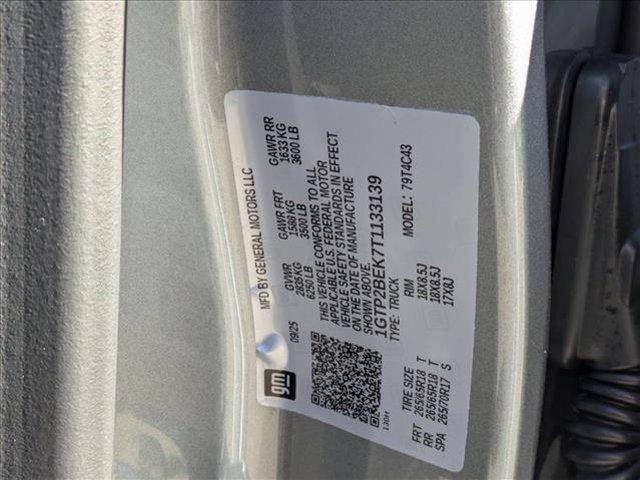 gm
MFD BY GENERAL MOTORS LLC
09/25
GVWR
2835 KG
6250 LB
GAWR FRT
1588 KG
3500 LB
GAWR RR
1633 KG
3600 LB
THIS VEHICLE CONFORMS TO ALL
APPLICABLE U.S. FEDERAL MOTOR
VEHICLE SAFETY STANDARDS IN EFFECT
ON THE DATE OF MANUFACTURE
SHOWN ABOVE.
1GTP2BEK7T1133139
TYPE: TRUCK
MODEL: 79T4C43
TIRE SIZE RIM
FRT 265/65R18 T 18X8.5J
RR 265/65R18 T 18X8.5J
SPA 265/70R17 S 17X8J